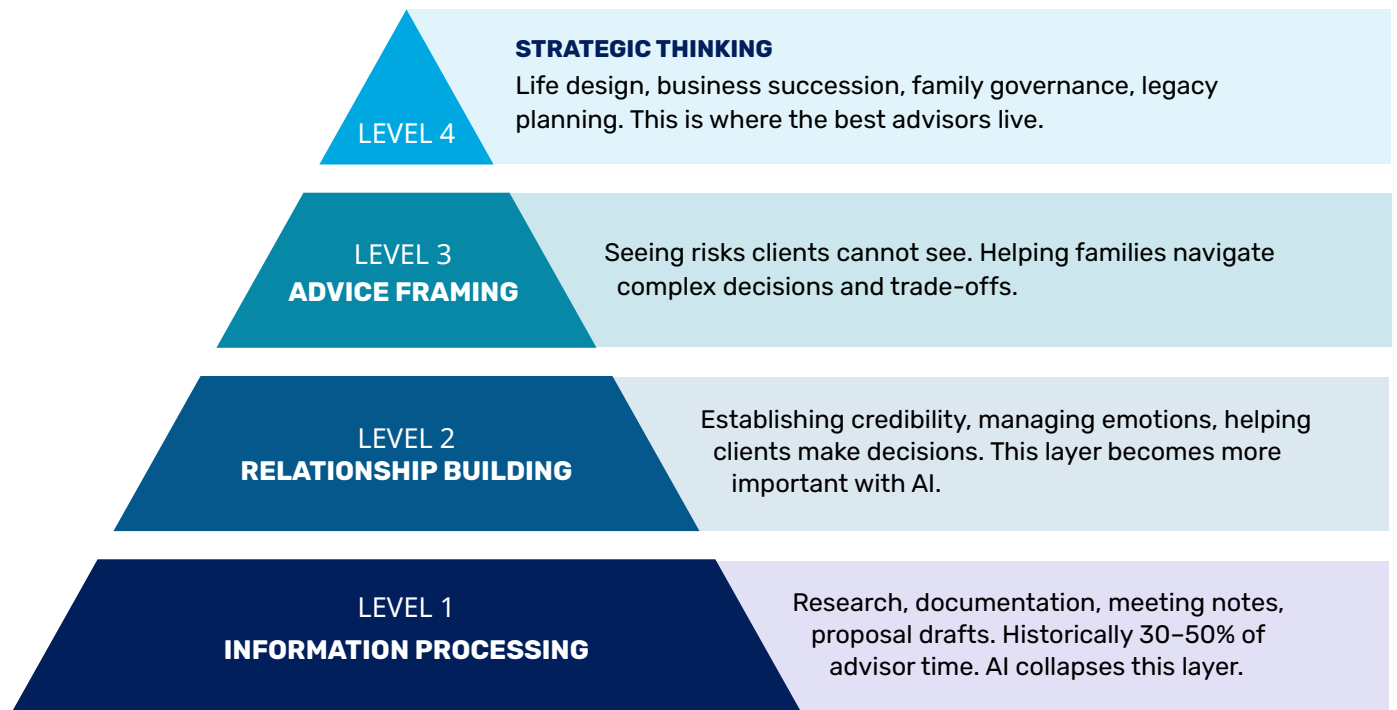 STRATEGIC THINKING
Life design, business succession, family governance, legacy
planning. This is where the best advisors live.
LEVEL 4
LEVEL 3
ADVICE FRAMING
Seeing risks clients cannot see. Helping families navigate
complex decisions and trade-offs.
LEVEL 2
RELATIONSHIP BUILDING
Establishing credibility, managing emotions, helping
clients make decisions. This layer becomes more
important with AI.
LEVEL 1
INFORMATION PROCESSING
Research, documentation, meeting notes,
proposal drafts. Historically 30–50% of
advisor time. AI collapses this layer.